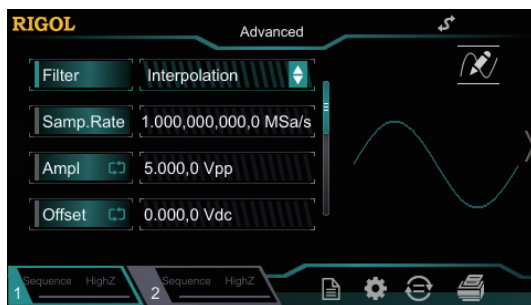 RIGOL
Advanced
Filter Interpolation
Samp.Rate 1.000,000,000,0 MSa/s
Ampl 5.000,0 Vpp
Offset 0.000,0 Vdc
1 Sequence HighZ
2 Sequence HighZ